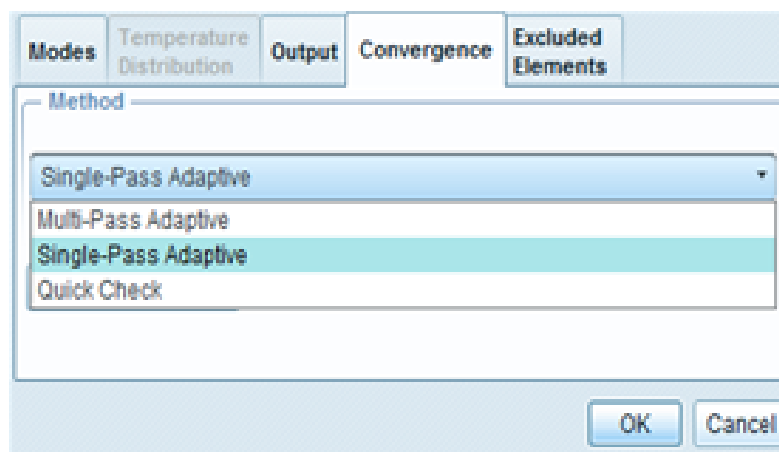 Modes
Temperature
Distribution
Output
Convergence
Excluded
Elements
Method
Single-Pass Adaptive
Multi-Pass Adaptive
Single-Pass Adaptive
Quick Check
OK
Cancel